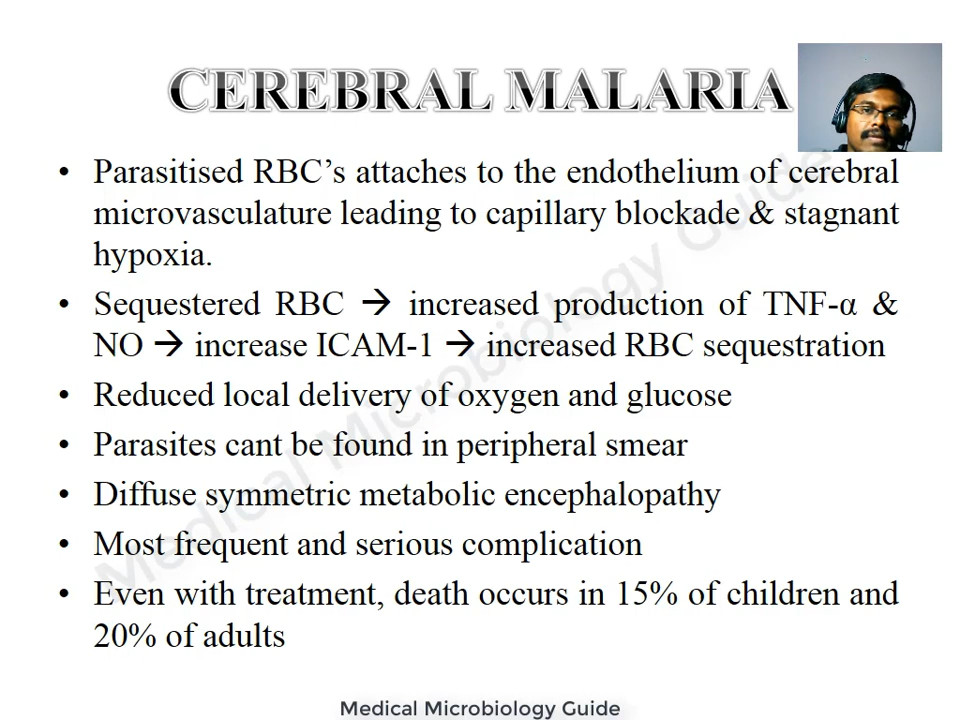 CEREBRAL MALARIA
• Parasitised RBC’s attaches to the endothelium of cerebral
microvasculature leading to capillary blockade & stagnant
hypoxia.
• Sequestered RBC → increased production of TNF-α &
NO → increase ICAM-1 → increased RBC sequestration
• Reduced local delivery of oxygen and glucose
• Parasites cant be found in peripheral smear
• Diffuse symmetric metabolic encephalopathy
• Most frequent and serious complication
• Even with treatment, death occurs in 15% of children and
20% of adults
Medical Microbiology Guide
Medical Microbiology Guide